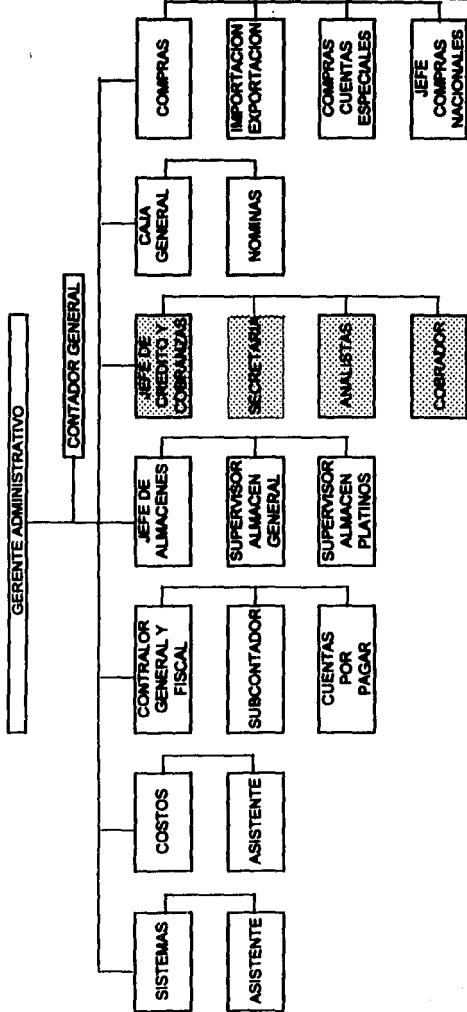 GERENTE ADMINISTRATIVO
CONTADOR GENERAL
SISTEMAS
ASISTENTE
COSTOS
ASISTENTE
CONTRALOR
GENERAL Y
FISCAL
SUBCONTADOR
CUENTAS
POR
PAGAR
JEFE DE
ALMACENES
SUPERVISOR
ALMACEN
GENERAL
SUPERVISOR
ALMACEN
PLATINOS
JEFE DE
CREDITO Y
COBRANZAS
SECRETARIA
ANALISTAS
COBRADOR
CAJA
GENERAL
NOMINAS
COMPRAS
IMPORTACION
EXPORTACION
COMPRAS
CUENTAS
ESPECIALES
JEFE
COMPRAS
NACIONALES